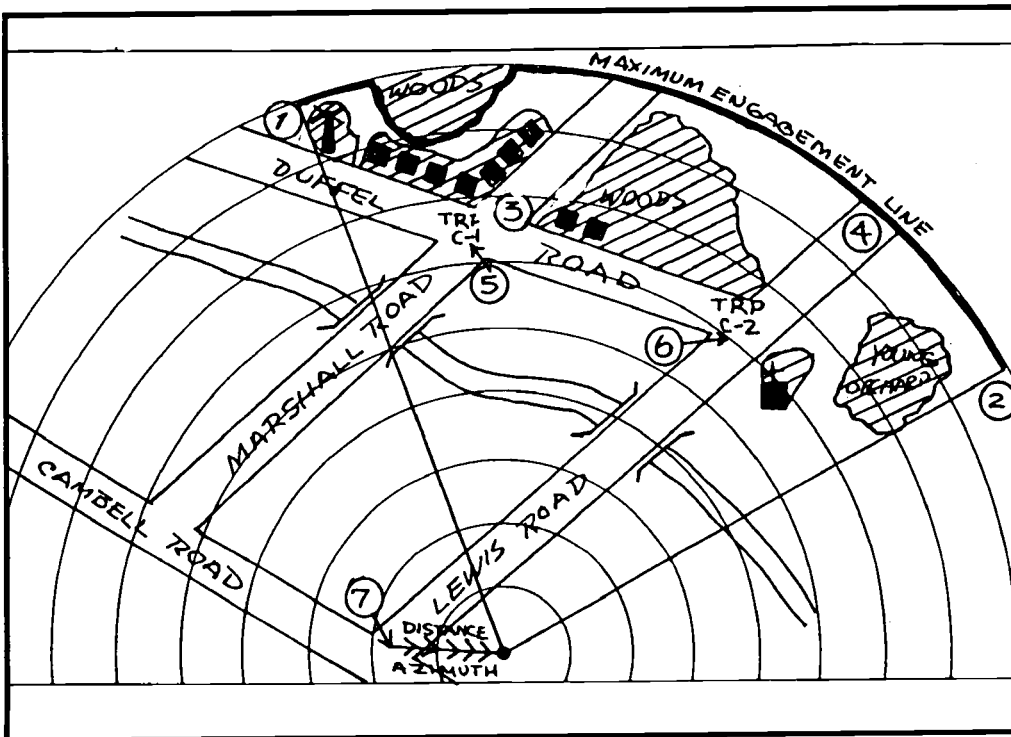 MAXIMUM ENGAGEMENT LINE
WOODS
1
DUFFEL
ROAD
WOODS
3
4
TRP
C-1
5
TRP
C-2
6
YOUNG
ORCHARD
2
MARSHALL ROAD
CAMBELL ROAD
LEWIS ROAD
7
DISTANCE
AZIMUTH